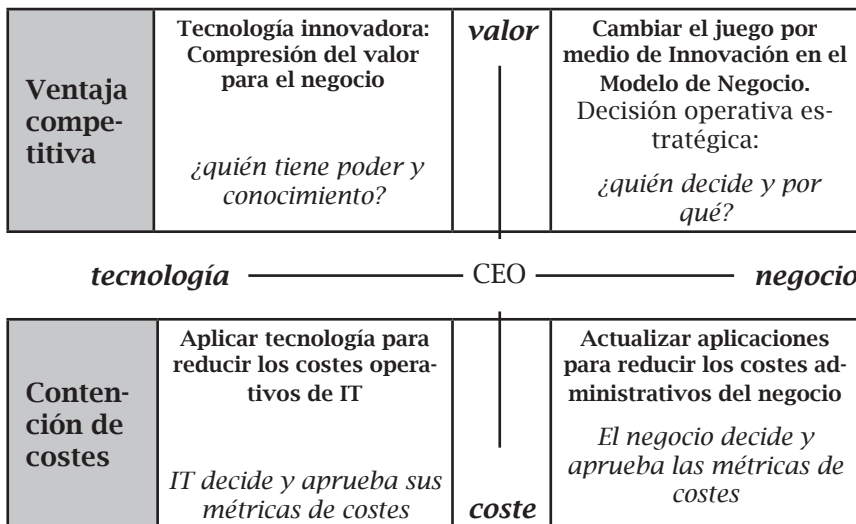 Ventaja
compe-
titiva
Tecnología innovadora:
Compresión del valor
para el negocio
¿quién tiene poder y
conocimiento?
valor
Cambiar el juego por
medio de Innovación en el
Modelo de Negocio.
Decisión operativa es-
tratégica:
¿quién decide y por
qué?
tecnología
CEO
negocio
Conten-
ción de
costes
Aplicar tecnología para
reducir los costes opera-
tivos de IT
IT decide y aprueba sus
métricas de costes
coste
Actualizar aplicaciones
para reducir los costes ad-
ministrativos del negocio
El negocio decide y
aprueba las métricas de
costes